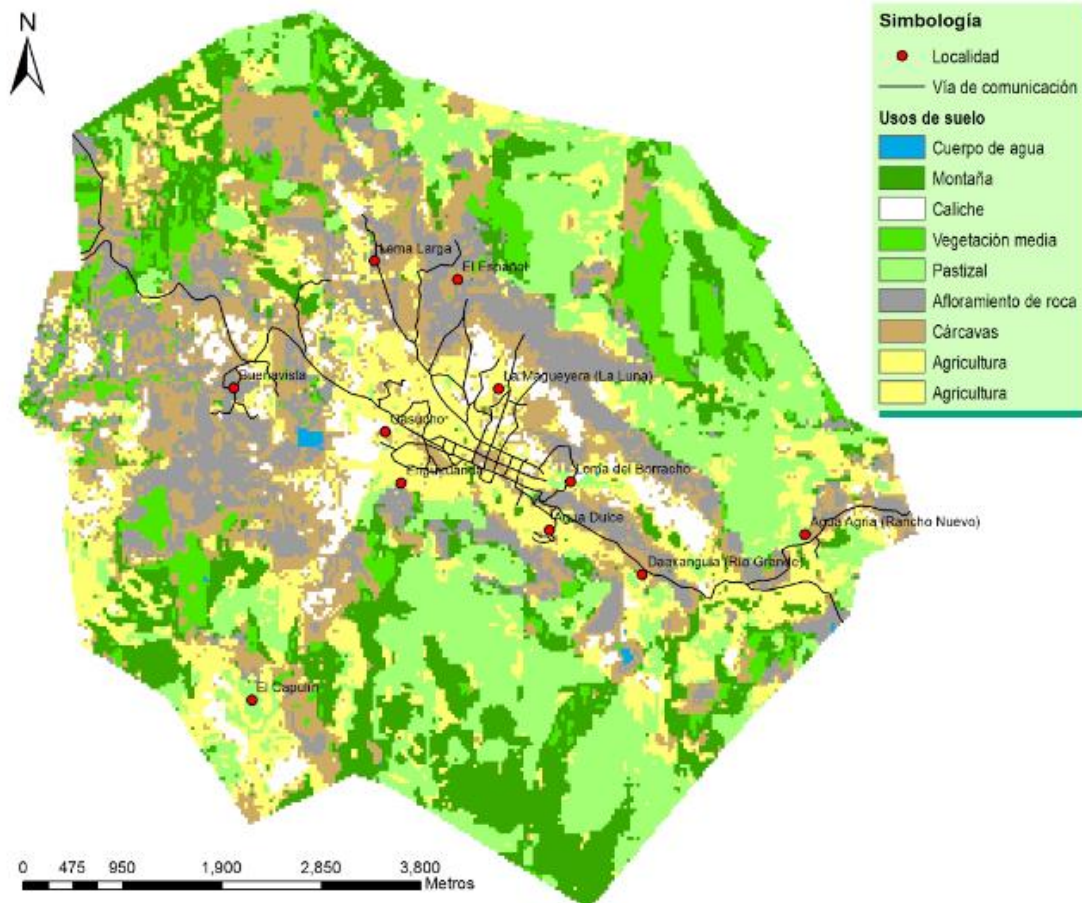 N
Simbología
Localidad
Vía de comunicación
Usos de suelo
Cuerpo de agua
Montaña
Caliche
Vegetación media
Pastizal
Afloramiento de roca
Cárcavas
Agricultura
Agricultura
Loma Larga
El Español
Buenavista
La Magueyera (La Luna)
Loma del Borracho
Agua Dulce
Agua Agria (Rancho Nuevo)
Daaxanguia (Rio Grande)
El Capulín
0 475 950 1,900 2,850 3,800
Metros